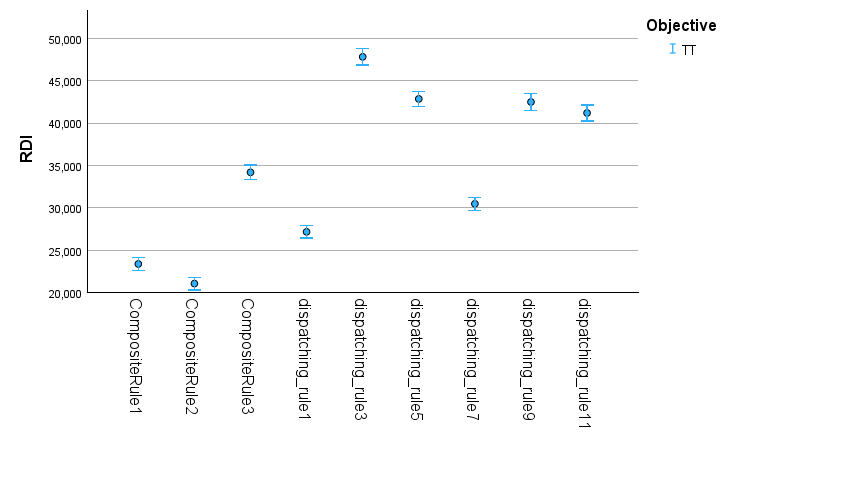 Objective
TT
RDI
50,000
45,000
40,000
35,000
30,000
25,000
20,000
CompositeRule1
CompositeRule2
CompositeRule3
dispatching_rule1
dispatching_rule3
dispatching_rule5
dispatching_rule7
dispatching_rule9
dispatching_rule11